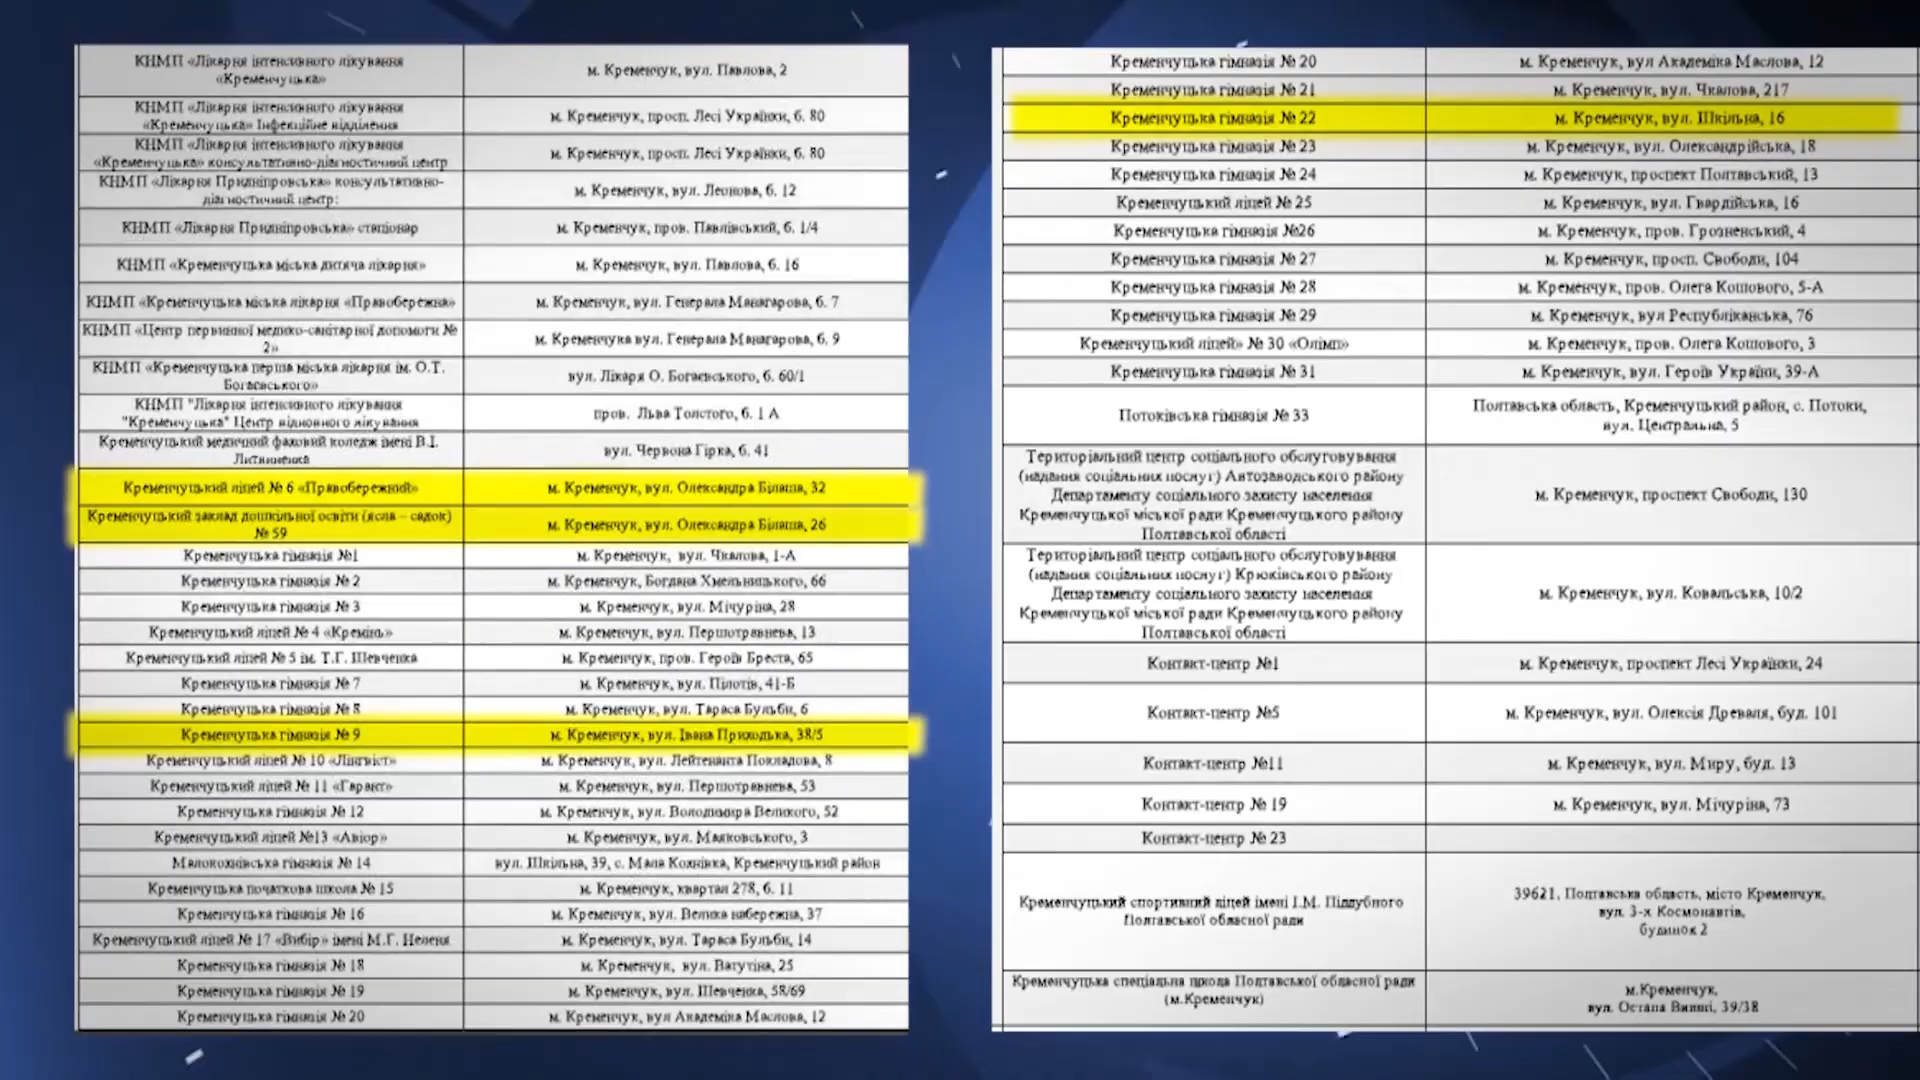 КНМП «Лікарня інтенсивного лікування
«Кременчуцька»
м. Кременчук, вул. Павлова, 2
КНМП «Лікарня інтенсивного лікування
«Кременчуцька» Інфекційне відділення
м. Кременчук, просп. Лесі Українки, б. 80
КНМП «Лікарня інтенсивного лікування
«Кременчуцька» консультативно-діагностичний центр
м. Кременчук, просп. Лесі Українки, б. 80
КНМП «Лікарня Придніпровська» консультативно-
діагностичний центр:
м. Кременчук, вул. Леонова, б. 12
КНМП «Лікарня Придніпровська» стаціонар
м. Кременчук, пров. Павлівський, б. 1/4
КНМП «Кременчуцька міська дитяча лікарня»
м. Кременчук, вул. Павлова, б. 16
КНМП «Кременчуцька міська лікарня «Правобережна»
м. Кременчук, вул. Генерала Манагарова, б. 7
КНМП «Центр первинної медико-санітарної допомоги №
2»
м. Кременчука вул. Генерала Манагарова, б. 9
КНМП «Кременчуцька перша міська лікарня ім. О.Т.
Богаєвського»
вул. Лікаря О. Богаєвського, б. 60/1
КНМП "Лікарня інтенсивного лікування
"Кременчуцька" Центр відновного лікування
пров. Льва Толстого, б. 1 А
Кременчуцький медичний фаховий коледж імені В.І.
Литвиненка
вул. Червона Гірка, б. 41
Кременчуцький ліцей № 6 «Правобережний»
м. Кременчук, вул. Олександра Білаша, 32
Кременчуцький заклад дошкільної освіти (ясла – садок)
№ 59
м. Кременчук, вул. Олександра Білаша, 26
Кременчуцька гімназія №1
м. Кременчук, вул. Чкалова, 1-А
Кременчуцька гімназія № 2
м. Кременчук, Богдана Хмельницького, 66
Кременчуцька гімназія № 3
м. Кременчук, вул. Мічуріна, 28
Кременчуцький ліцей № 4 «Кремінь»
м. Кременчук, вул. Першотравнева, 13
Кременчуцький ліцей № 5 ім. Т.Г. Шевченка
м. Кременчук, пров. Героїв Бреста, 65
Кременчуцька гімназія № 7
м. Кременчук, вул. Пілотів, 41-Б
Кременчуцька гімназія № 8
м. Кременчук, вул. Тараса Бульби, 6
Кременчуцька гімназія № 9
м. Кременчук, вул. Івана Приходька, 38/5
Кременчуцький ліцей № 10 «Лінгвіст»
м. Кременчук, вул. Лейтенанта Покладова, 8
Кременчуцький ліцей № 11 «Гарант»
м. Кременчук, вул. Першотравнева, 53
Кременчуцька гімназія № 12
м. Кременчук, вул. Володимира Великого, 52
Кременчуцький ліцей №13 «Авіор»
м. Кременчук, вул. Маяковського, 3
Малокохнівська гімназія № 14
вул. Шкільна, 39, с. Мала Кохнівка, Кременчуцький район
Кременчуцька початкова школа № 15
м. Кременчук, квартал 278, б. 11
Кременчуцька гімназія № 16
м. Кременчук, вул. Велика набережна, 37
Кременчуцький ліцей № 17 «Вибір» імені М.Г. Неленя
м. Кременчук, вул. Тараса Бульби, 14
Кременчуцька гімназія № 18
м. Кременчук, вул. Ватутіна, 25
Кременчуцька гімназія № 19
м. Кременчук, вул. Шевченка, 58/69
Кременчуцька гімназія № 20
м. Кременчук, вул Академіка Маслова, 12
Кременчуцька гімназія № 20
м. Кременчук, вул Академіка Маслова, 12
Кременчуцька гімназія № 21
м. Кременчук, вул. Чкалова, 217
Кременчуцька гімназія № 22
м. Кременчук, вул. Шкільна, 16
Кременчуцька гімназія № 23
м. Кременчук, вул. Олександрійська, 18
Кременчуцька гімназія № 24
м. Кременчук, проспект Полтавський, 13
Кременчуцький ліцей № 25
м. Кременчук, вул. Гвардійська, 16
Кременчуцька гімназія №26
м. Кременчук, пров. Грозненський, 4
Кременчуцька гімназія № 27
м. Кременчук, просп. Свободи, 104
Кременчуцька гімназія № 28
м. Кременчук, пров. Олега Кошового, 5-А
Кременчуцька гімназія № 29
м. Кременчук, вул Республіканська, 76
Кременчуцький ліцей» № 30 «Олімп»
м. Кременчук, пров. Олега Кошового, 3
Кременчуцька гімназія № 31
м. Кременчук, вул. Героїв України, 39-А
Потоківська гімназія № 33
Полтавська область, Кременчуцький район, с. Потоки,
вул. Центральна, 5
Територіальний центр соціального обслуговування
(надання соціальних послуг) Автозаводського району
Департаменту соціального захисту населення
Кременчуцької міської ради Кременчуцького району
Полтавської області
м. Кременчук, проспект Свободи, 130
Територіальний центр соціального обслуговування
(надання соціальних послуг) Крюківського району
Департаменту соціального захисту населення
Кременчуцької міської ради Кременчуцького району
Полтавської області
м. Кременчук, вул. Ковальська, 10/2
Контакт-центр №1
м. Кременчук, проспект Лесі Українки, 24
Контакт-центр №5
м. Кременчук, вул. Олексія Древаля, буд. 101
Контакт-центр №11
м. Кременчук, вул. Миру, буд. 13
Контакт-центр № 19
м. Кременчук, вул. Мічуріна, 73
Контакт-центр № 23
Кременчуцький спортивний ліцей імені І.М. Піддубного
Полтавської обласної ради
39621, Полтавська область, місто Кременчук,
вул. 3-х Космонавтів,
будинок 2
Кременчуцька спеціальна школа Полтавської обласної ради
(м.Кременчук)
м.Кременчук,
вул. Остапа Вишні, 39/38